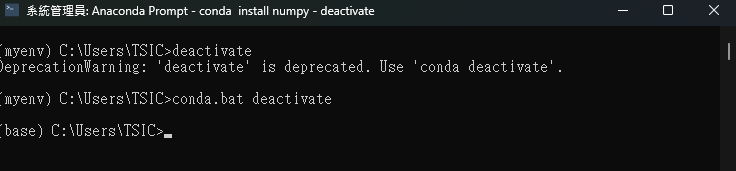 系統管理員: Anaconda Prompt - conda  install numpy - deactivate
(myenv) C:\Users\TSIC>deactivate
DeprecationWarning: 'deactivate' is deprecated. Use 'conda deactivate'.
(myenv) C:\Users\TSIC>conda.bat deactivate
(base) C:\Users\TSIC>